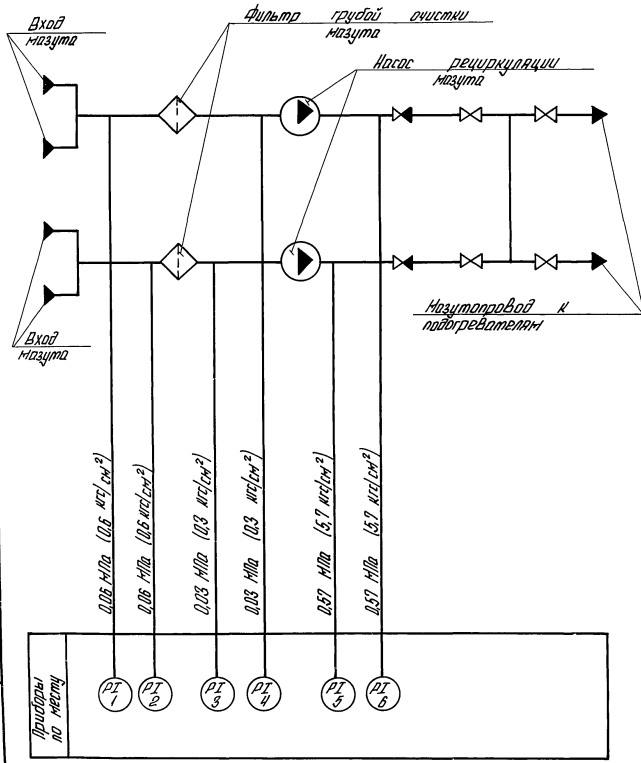 Вход
мазута
Фильтр грубой очистки
мазута
Насос рециркуляции
мазута
Вход
мазута
Мазутопровод к
подогревателям
0,06 МПа (0,6 кгс/см²)
0,06 МПа (0,6 кгс/см²)
0,03 МПа (0,3 кгс/см²)
0,03 МПа (0,3 кгс/см²)
0,57 МПа (5,7 кгс/см²)
0,57 МПа (5,7 кгс/см²)
Приборы
по месту
PI
1
PI
2
PI
3
PI
4
PI
5
PI
6